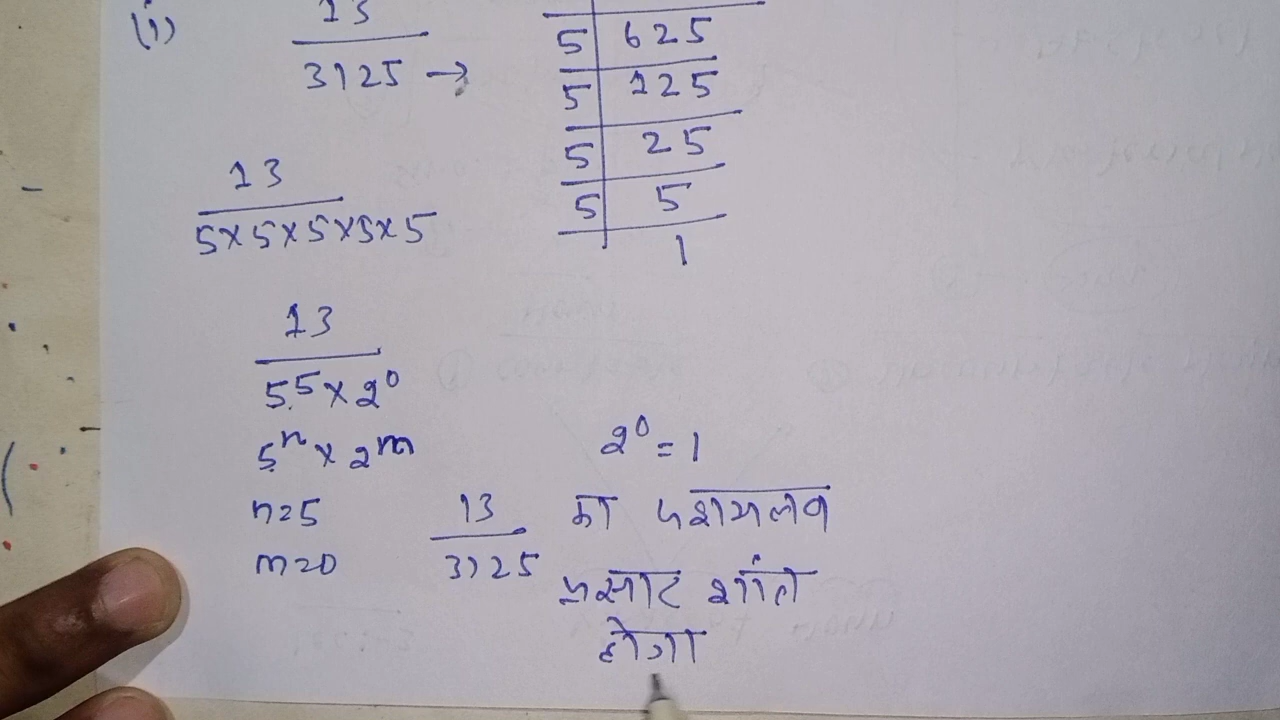 (i) 13/3125 →
5 | 625
5 | 125
5 | 25
5 | 5
1
13/5×5×5×5×5
13/5⁵×2⁰
5ⁿ×2ᵐ
2⁰=1
n=5
m=0
13/3125 का दशमलव
प्रसार शांत
होगा